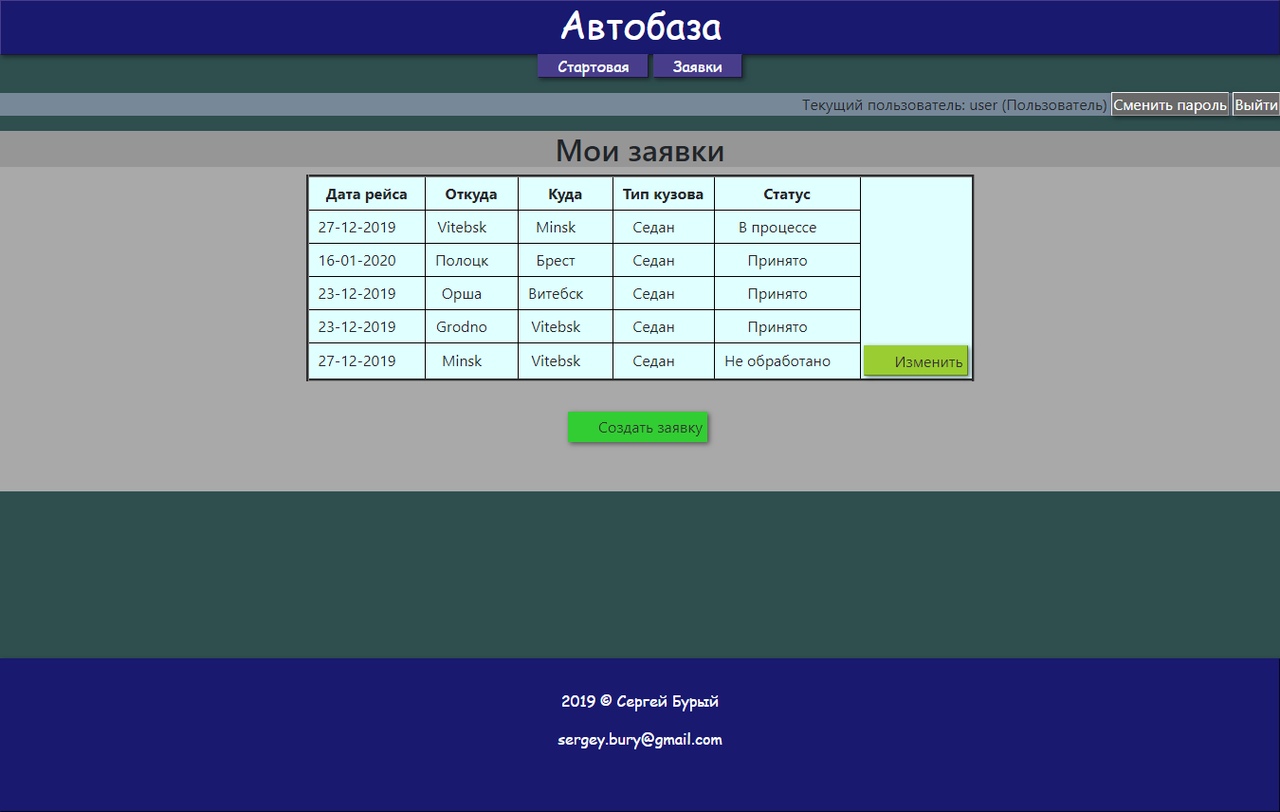 Автобаза
Стартовая Заявки
Текущий пользователь: user (Пользователь) Сменить пароль Выйти
Мои заявки
Дата рейса Откуда Куда Тип кузова Статус
27-12-2019 Vitebsk Minsk Седан В процессе
16-01-2020 Полоцк Брест Седан Принято
23-12-2019 Орша Витебск Седан Принято
23-12-2019 Grodno Vitebsk Седан Принято
27-12-2019 Minsk Vitebsk Седан Не обработано Изменить
Создать заявку
2019 © Сергей Бурый
sergey.bury@gmail.com